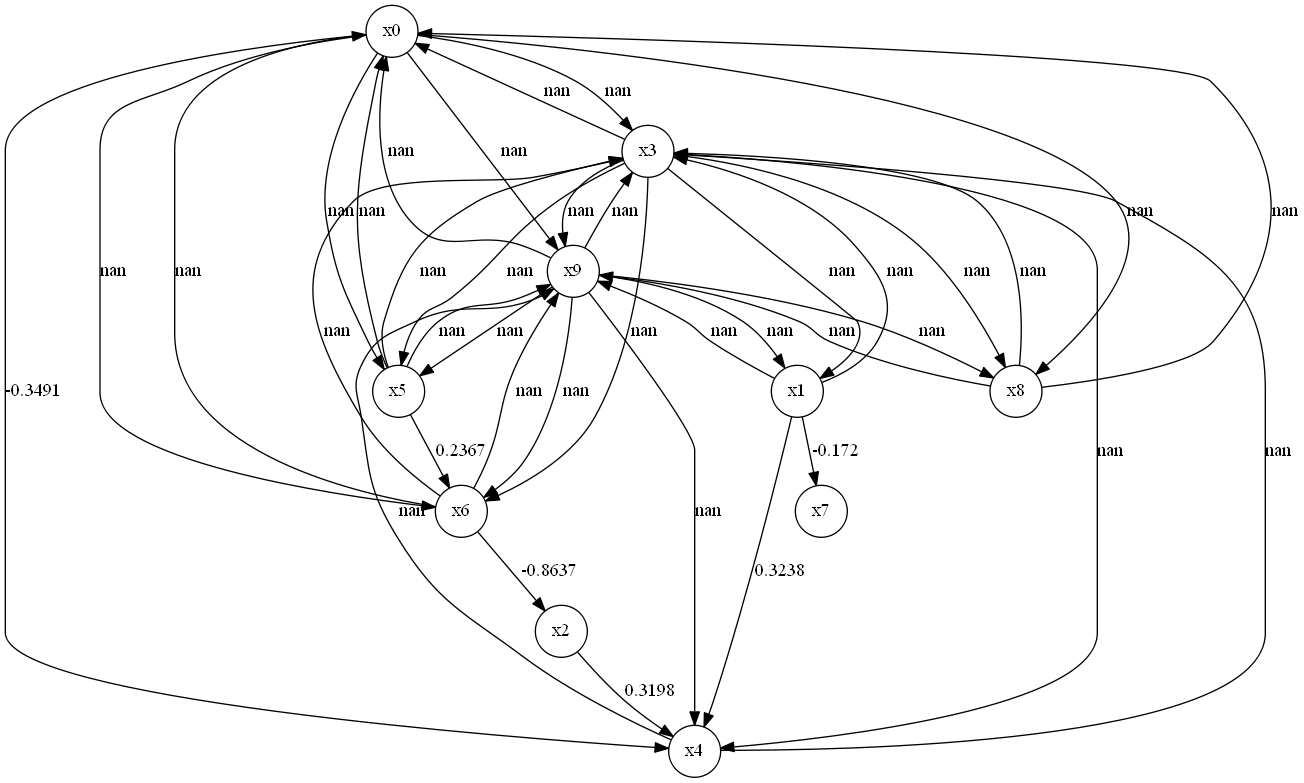 x0
nan nan
x3
nan nan
nan nan nan nan nan nan
x9
nan nan nan nan nan nan nan nan
nan nan nan nan nan nan nan
-0.3491 x5 nan nan x1 x8
0.2367 -0.172 nan nan
nan x6 nan x7
-0.8637 0.3238
x2
0.3198
x4